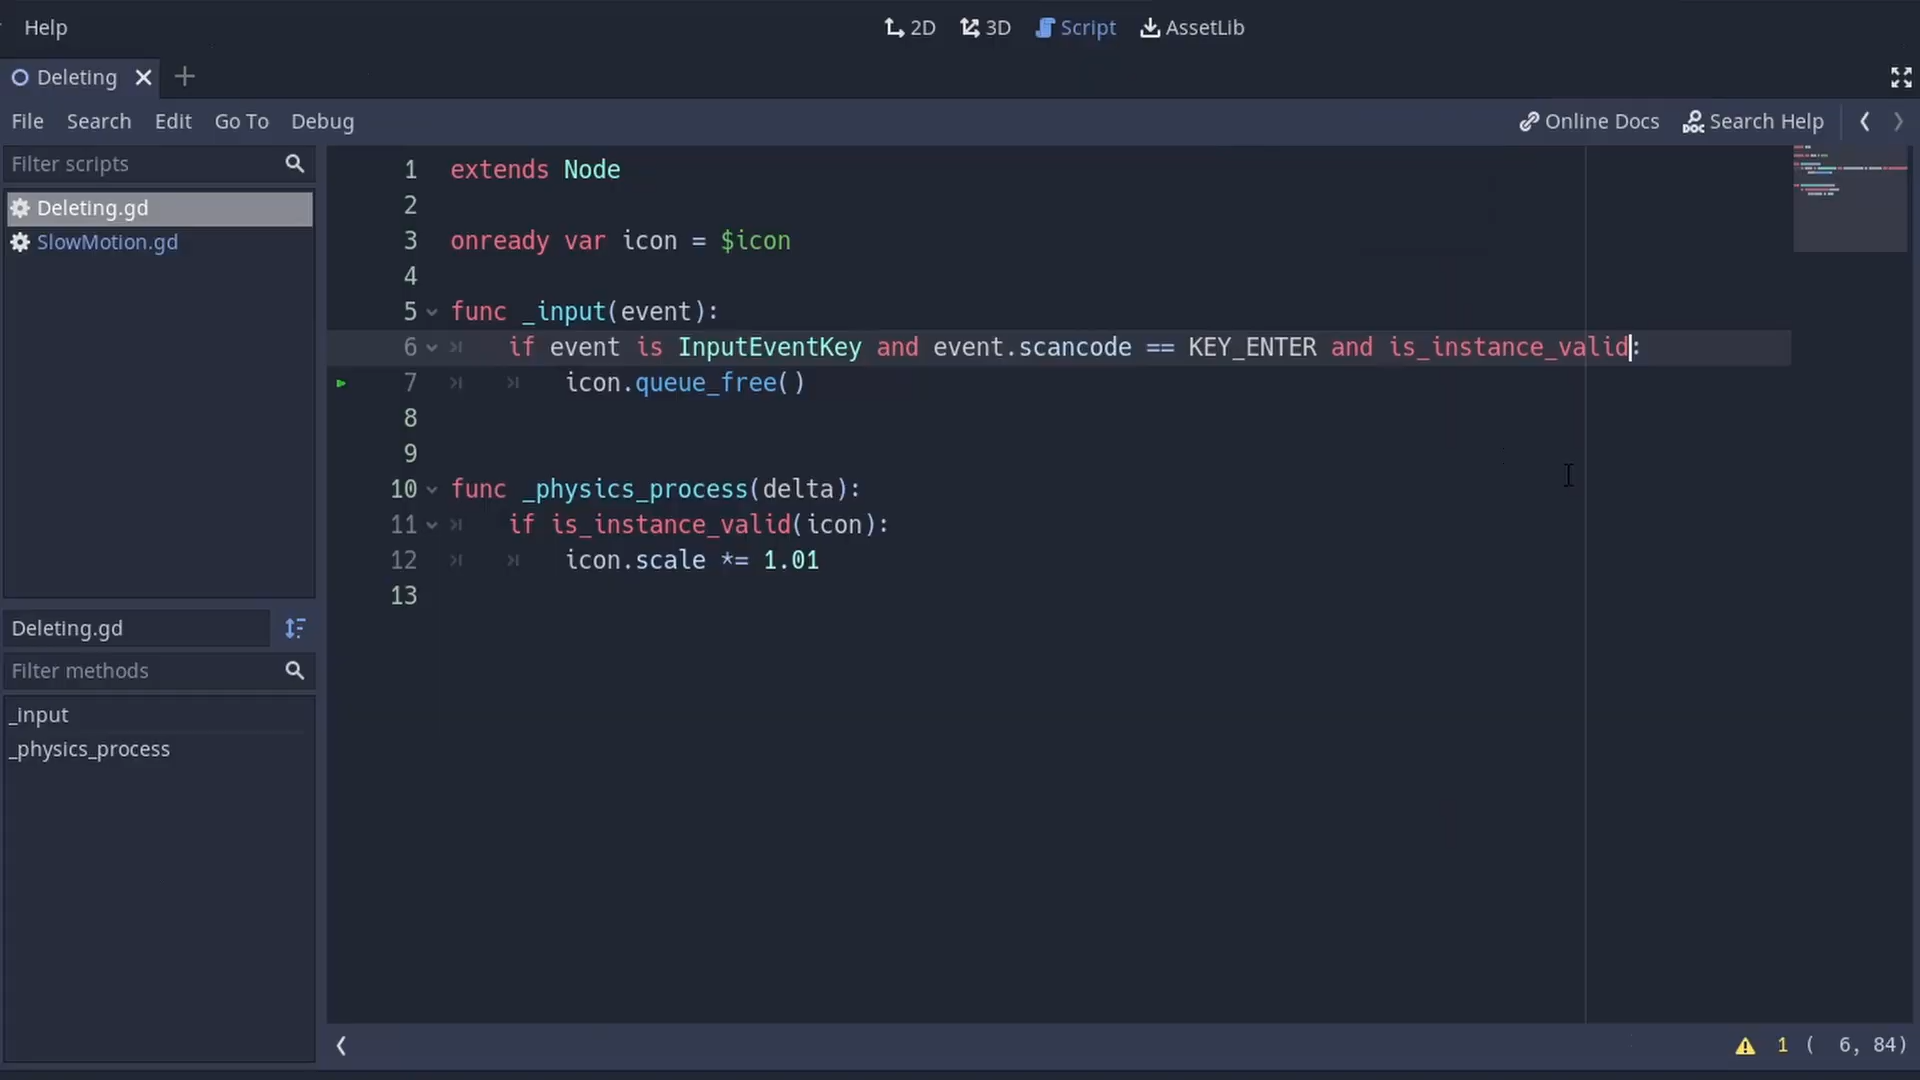 Help
2D 3D Script AssetLib
Deleting
File Search Edit Go To Debug
Online Docs Search Help
Filter scripts
Deleting.gd
SlowMotion.gd
Deleting.gd
Filter methods
_input
_physics_process
1 extends Node
2
3 onready var icon = $icon
4
5 func _input(event):
6 if event is InputEventKey and event.scancode == KEY_ENTER and is_instance_valid:
7 icon.queue_free()
8
9
10 func _physics_process(delta):
11 if is_instance_valid(icon):
12 icon.scale *= 1.01
13
1 ( 6, 84)